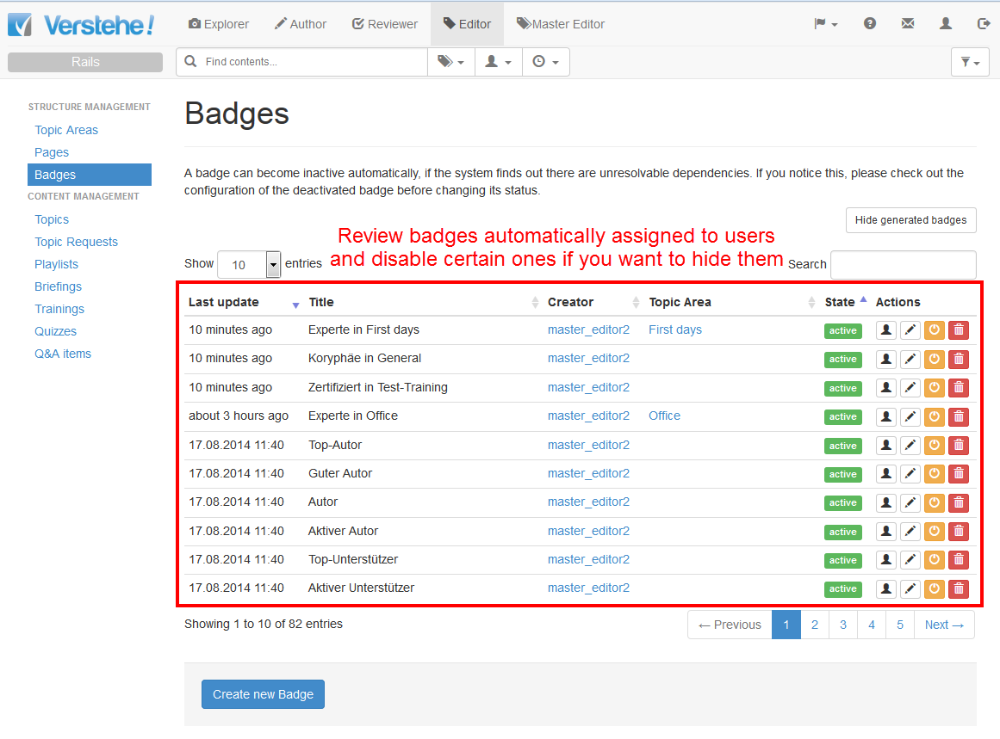 Verstehe!
Explorer Author Reviewer Editor Master Editor
Rails
Find contents...
STRUCTURE MANAGEMENT
Topic Areas
Pages
Badges
CONTENT MANAGEMENT
Topics
Topic Requests
Playlists
Briefings
Trainings
Quizzes
Q&A items
Badges
A badge can become inactive automatically, if the system finds out there are unresolvable dependencies. If you notice this, please check out the
configuration of the deactivated badge before changing its status.
Hide generated badges
Review badges automatically assigned to users
and disable certain ones if you want to hide them
Show 10 entries
Search
Last update Title Creator Topic Area State Actions
10 minutes ago Experte in First days master_editor2 First days active
10 minutes ago Koryphäe in General master_editor2 active
10 minutes ago Zertifiziert in Test-Training master_editor2 active
about 3 hours ago Experte in Office master_editor2 Office active
17.08.2014 11:40 Top-Autor master_editor2 active
17.08.2014 11:40 Guter Autor master_editor2 active
17.08.2014 11:40 Autor master_editor2 active
17.08.2014 11:40 Aktiver Autor master_editor2 active
17.08.2014 11:40 Top-Unterstützer master_editor2 active
17.08.2014 11:40 Aktiver Unterstützer master_editor2 active
Showing 1 to 10 of 82 entries
← Previous 1 2 3 4 5 Next →
Create new Badge